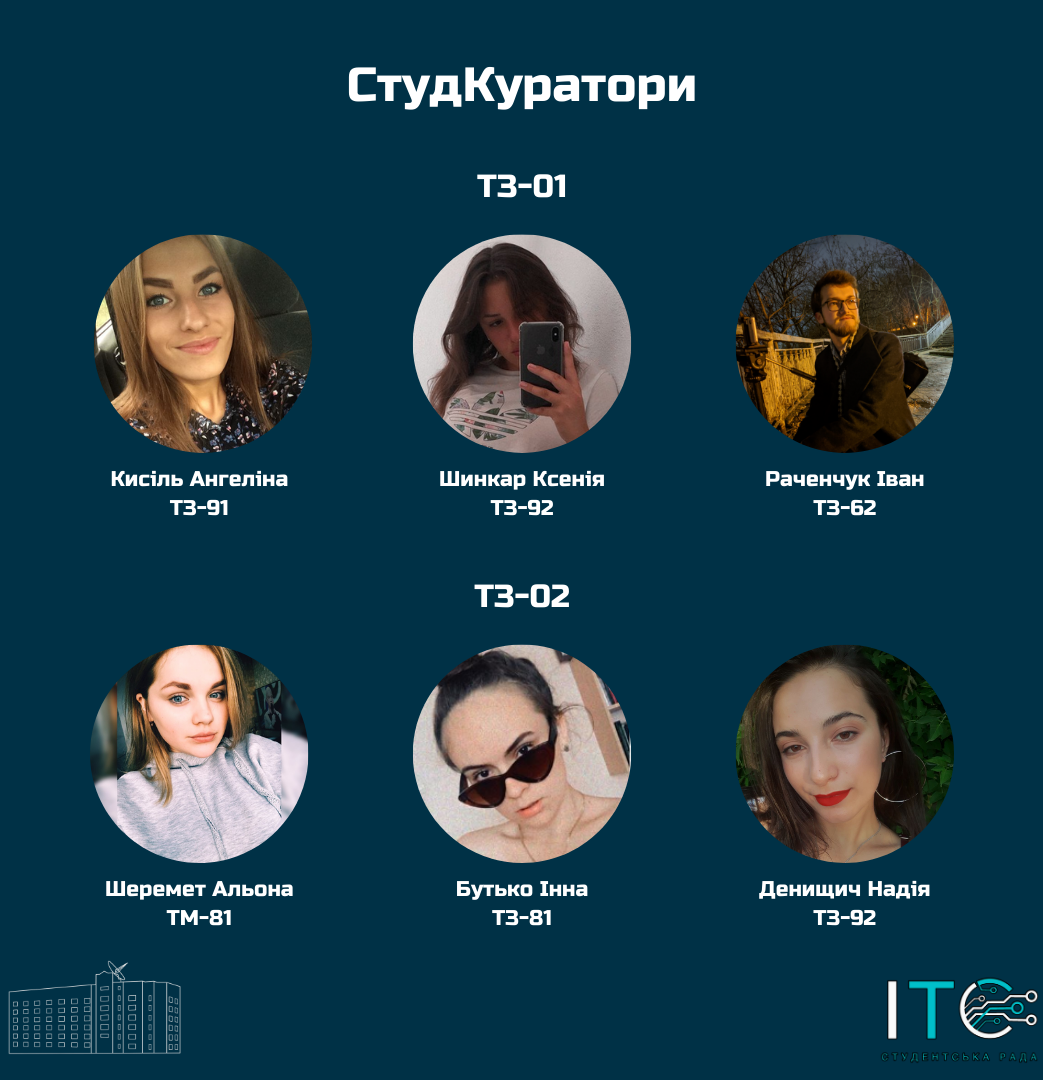 СтудКуратори
ТЗ-01
Кисіль Ангеліна
ТЗ-91
Шинкар Ксенія
ТЗ-92
Раченчук Іван
ТЗ-62
ТЗ-02
Шеремет Альона
ТМ-81
Бутько Інна
ТЗ-81
Денищич Надія
ТЗ-92
ІТС
СТУДЕНТСЬКА РАДА